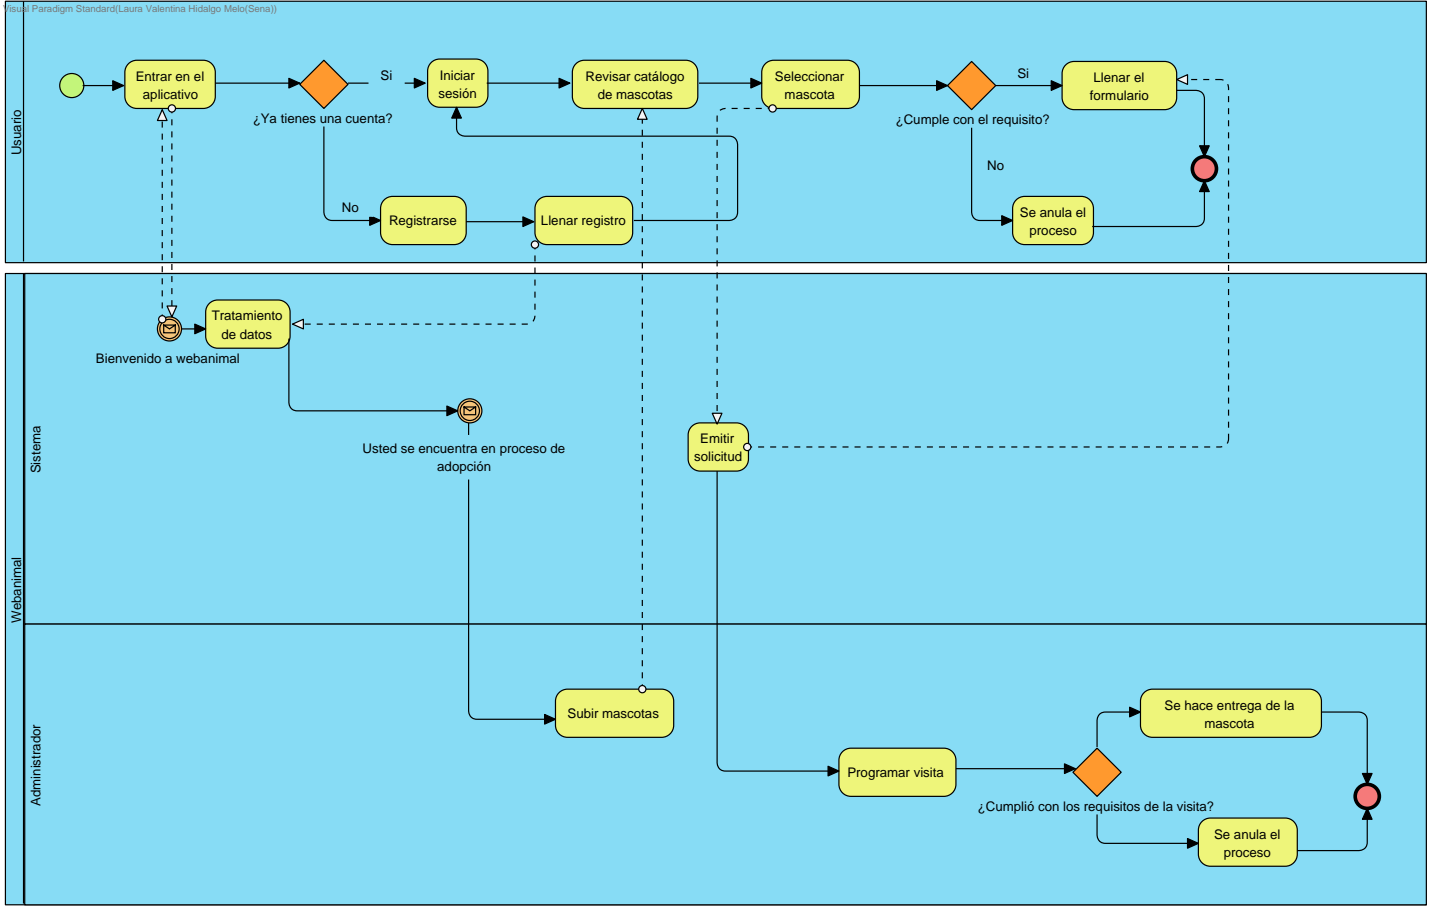 Visual Paradigm Standard(Laura Valentina Hidalgo Melo(Sena))
Usuario
Entrar en el
aplicativo
¿Ya tienes una cuenta?
Si
Iniciar
sesión
Revisar catálogo
de mascotas
Seleccionar
mascota
¿Cumple con el requisito?
Si
Llenar el
formulario
No
Registrarse
Llenar registro
No
Se anula el
proceso
Webanimal
Sistema
Bienvenido a webanimal
Tratamiento
de datos
Usted se encuentra en proceso de
adopción
Emitir
solicitud
Administrador
Subir mascotas
Programar visita
¿Cumplió con los requisitos de la visita?
Se hace entrega de la
mascota
Se anula el
proceso